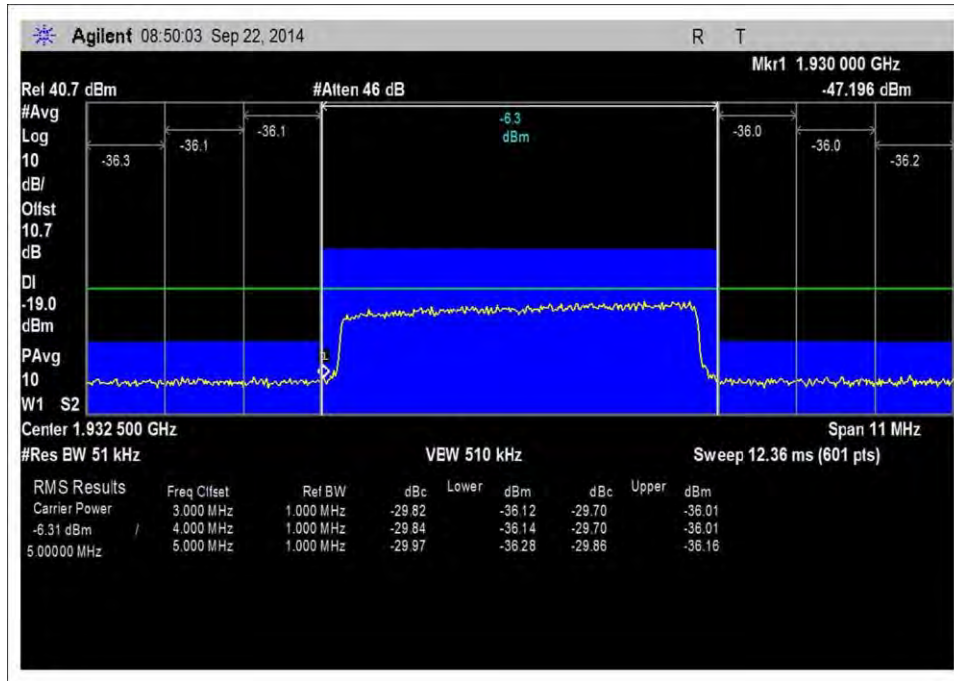 Agilent 08:50:03 Sep 22, 2014 R T
Mkr1 1.930 000 GHz
Ref 40.7 dBm #Atten 46 dB -47.196 dBm
#Avg
Log
10
dB/
Offst
10.7
dB
DI
-19.0
dBm
PAvg
10
W1 S2
-36.3 -36.1 -36.1 -6.3 -36.0 -36.0 -36.2
dBm
1
Center 1.932 500 GHz Span 11 MHz
#Res BW 51 kHz VBW 510 kHz Sweep 12.36 ms (601 pts)
RMS Results Freq Offset Ref BW dBc Lower dBm dBc Upper dBm
Carrier Power 3.000 MHz 1.000 MHz -29.82 -36.12 -29.70 -36.01
-6.31 dBm / 4.000 MHz 1.000 MHz -29.84 -36.14 -29.70 -36.01
5.00000 MHz 5.000 MHz 1.000 MHz -29.97 -36.28 -29.86 -36.16